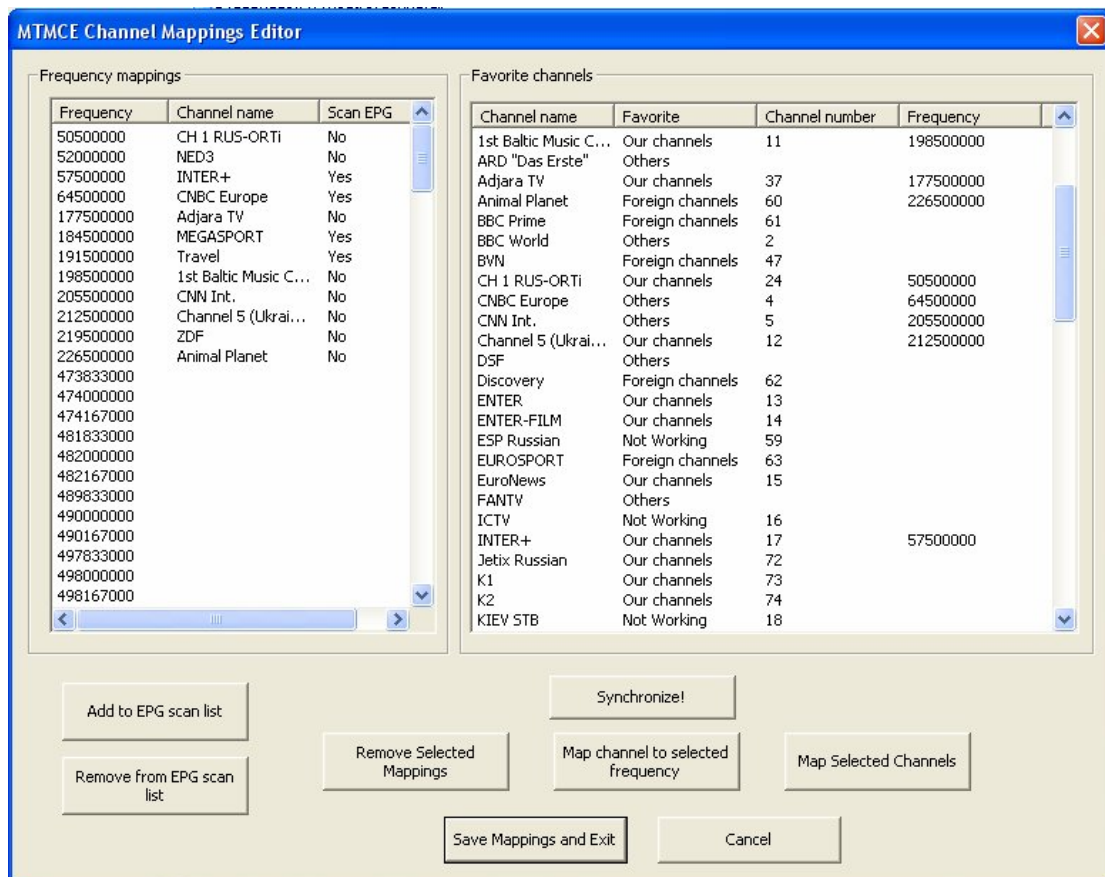 MTMCE Channel Mappings Editor
Frequency mappings
Frequency Channel name Scan EPG
50500000 CH 1 RUS-ORTi No
52000000 NED3 No
57500000 INTER+ Yes
64500000 CNBC Europe Yes
177500000 Adjara TV No
184500000 MEGASPORT Yes
191500000 Travel Yes
198500000 1st Baltic Music C... No
205500000 CNN Int. No
212500000 Channel 5 (Ukrai... No
219500000 ZDF No
226500000 Animal Planet No
473833000
474000000
474167000
481833000
482000000
482167000
489833000
490000000
490167000
497833000
498000000
498167000
Favorite channels
Channel name Favorite Channel number Frequency
1st Baltic Music C... Our channels 11 198500000
ARD "Das Erste" Others
Adjara TV Our channels 37 177500000
Animal Planet Foreign channels 60 226500000
BBC Prime Foreign channels 61
BBC World Others 2
BVN Foreign channels 47
CH 1 RUS-ORTi Our channels 24 50500000
CNBC Europe Others 4 64500000
CNN Int. Others 5 205500000
Channel 5 (Ukrai... Our channels 12 212500000
DSF Others
Discovery Foreign channels 62
ENTER Our channels 13
ENTER-FILM Our channels 14
ESP Russian Not Working 59
EUROSPORT Foreign channels 63
EuroNews Our channels 15
FANTV Others
ICTV Not Working 16
INTER+ Our channels 17 57500000
Jetix Russian Our channels 72
K1 Our channels 73
K2 Our channels 74
KIEV STB Not Working 18
Add to EPG scan list
Remove from EPG scan
list
Synchronize!
Remove Selected
Mappings
Map channel to selected
frequency
Map Selected Channels
Save Mappings and Exit
Cancel